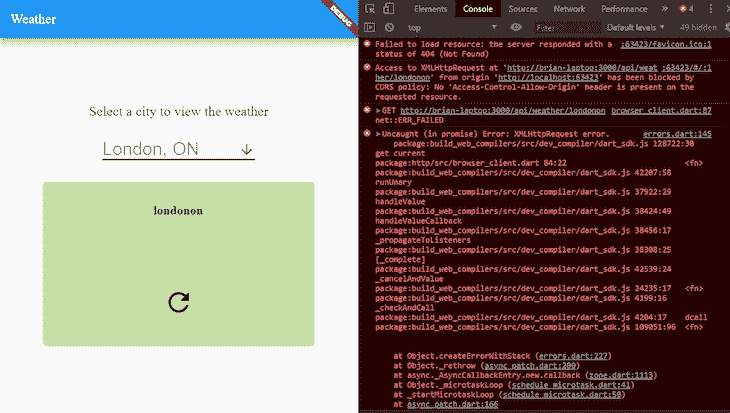 Weather
DEBUG
Select a city to view the weather
London, ON
londonon
Elements Console Sources Network » 4
top Filter Default levels 49 hidden
Failed to load resource: the server responded with a :63423/favicon.ico:1
status of 404 (Not Found)
Access to XMLHttpRequest at 'http://brian-laptop:3000/api/weat :63423/#/:1
her/londonon' from origin 'http://localhost:63423' has been blocked by
CORS policy: No 'Access-Control-Allow-Origin' header is present on the
requested resource.
GET http://brian-laptop:3000/api/weather/londonon browser_client.dart:87
net::ERR_FAILED
Uncaught (in promise) Error: XMLHttpRequest error. errors.dart:145
package:build_web_compilers/src/dev_compiler/dart_sdk.js 128722:30
get current
package:http/src/browser_client.dart 84:22 <fn>
package:build_web_compilers/src/dev_compiler/dart_sdk.js 42207:58
runUnary
package:build_web_compilers/src/dev_compiler/dart_sdk.js 37922:29
handleValue
package:build_web_compilers/src/dev_compiler/dart_sdk.js 38424:49
handleValueCallback
package:build_web_compilers/src/dev_compiler/dart_sdk.js 38456:17
_propagateToListeners
package:build_web_compilers/src/dev_compiler/dart_sdk.js 38308:25
[_complete]
package:build_web_compilers/src/dev_compiler/dart_sdk.js 42539:24
_cancelAndValue
package:build_web_compilers/src/dev_compiler/dart_sdk.js 24235:17 <fn>
package:build_web_compilers/src/dev_compiler/dart_sdk.js 4199:16
_checkAndCall
package:build_web_compilers/src/dev_compiler/dart_sdk.js 4204:17 dcall
package:build_web_compilers/src/dev_compiler/dart_sdk.js 109051:96 <fn>
at Object.createErrorWithStack (errors.dart:227)
at Object._rethrow (async_patch.dart:200)
at async._AsyncCallbackEntry.new.callback (zone.dart:1113)
at Object._microtaskLoop (schedule_microtask.dart:41)
at _startMicrotaskLoop (schedule_microtask.dart:50)
at async_patch.dart:166